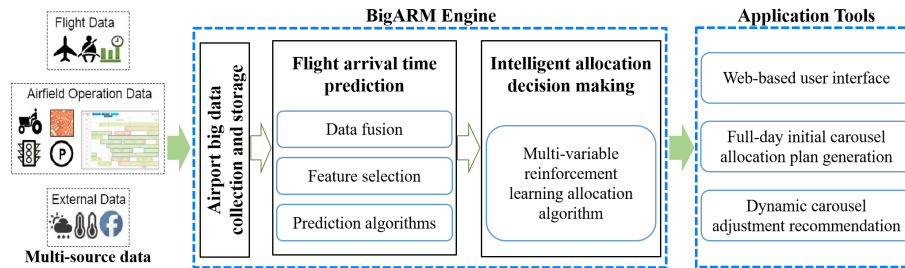 Flight Data
Airfield Operation Data
P
External Data
Multi-source data
BigARM Engine
Airport big data
collection and storage
Flight arrival time
prediction
Data fusion
Feature selection
Prediction algorithms
Intelligent allocation
decision making
Multi-variable
reinforcement
learning allocation
algorithm
Application Tools
Web-based user interface
Full-day initial carousel
allocation plan generation
Dynamic carousel
adjustment recommendation